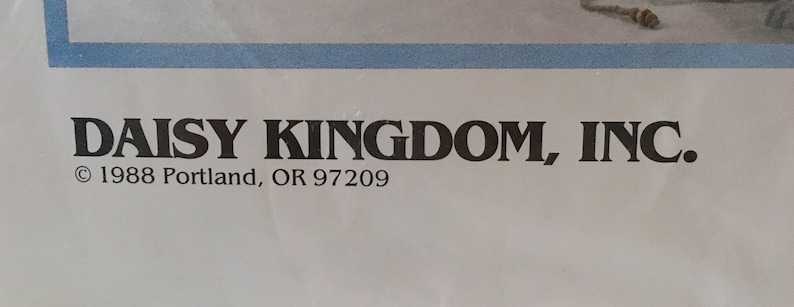 DAISY KINGDOM, INC.
© 1988 Portland, OR 97209